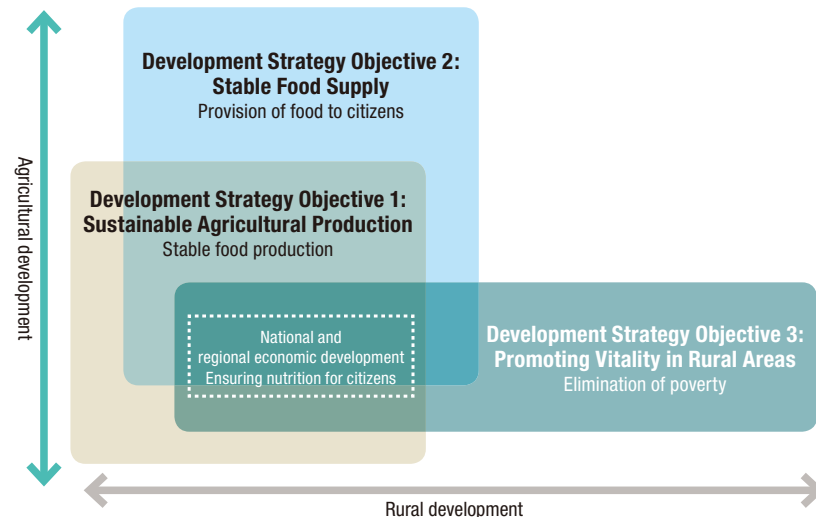 Agricultural development
Development Strategy Objective 2:
Stable Food Supply
Provision of food to citizens
Development Strategy Objective 1:
Sustainable Agricultural Production
Stable food production
National and
regional economic development
Ensuring nutrition for citizens
Development Strategy Objective 3:
Promoting Vitality in Rural Areas
Elimination of poverty
Rural development